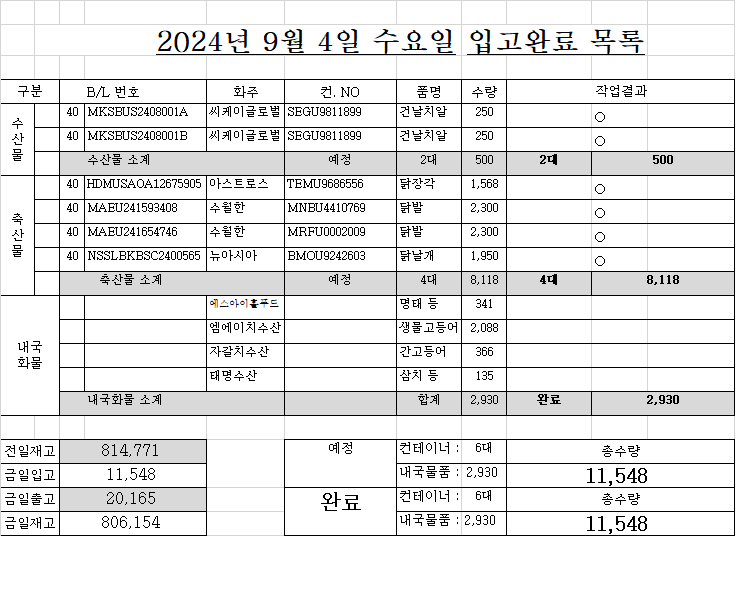 2024년 9월 4일 수요일 입고완료 목록
구분 B/L 번호 화주 컨. NO 품명 수량 작업결과
수산물
40 MKSBUS2408001A 씨케이글로벌 SEGU9811899 건날치알 250 ○
40 MKSBUS2408001B 씨케이글로벌 SEGU9811899 건날치알 250 ○
수산물 소계 예정 2대 500 2대 500
축산물
40 HDMUSAOA12675905 아스트로스 TEMU9686556 닭장각 1,568 ○
40 MAEU241593408 수월한 MNBU4410769 닭발 2,300 ○
40 MAEU241654746 수월한 MRFU0002009 닭발 2,300 ○
40 NSSLBKBSC2400565 뉴아시아 BMOU9242603 닭날개 1,950 ○
축산물 소계 예정 4대 8,118 4대 8,118
내국
화물
에스아이홀푸드 명태 등 341
엠에이치수산 생물고등어 2,088
자갈치수산 간고등어 366
태명수산 삼치 등 135
내국화물 소계 합계 2,930 완료 2,930
전일재고 814,771 예정 컨테이너 : 6대 총수량
금일입고 11,548 내국물품 : 2,930 11,548
금일출고 20,165 완료 컨테이너 : 6대 총수량
금일재고 806,154 내국물품 : 2,930 11,548